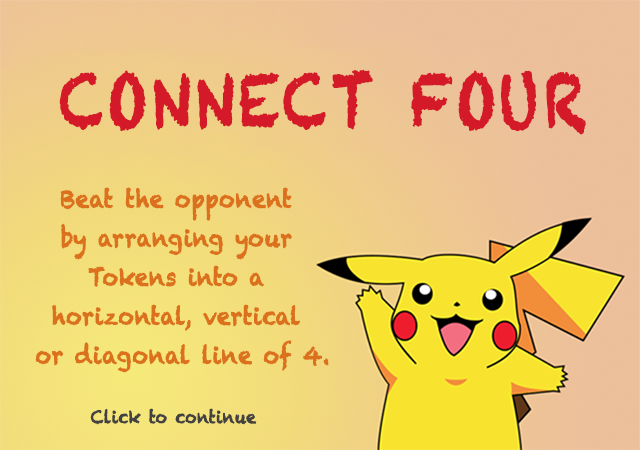 CONNECT FOUR
Beat the opponent
by arranging your
Tokens into a
horizontal, vertical
or diagonal line of 4.
Click to continue